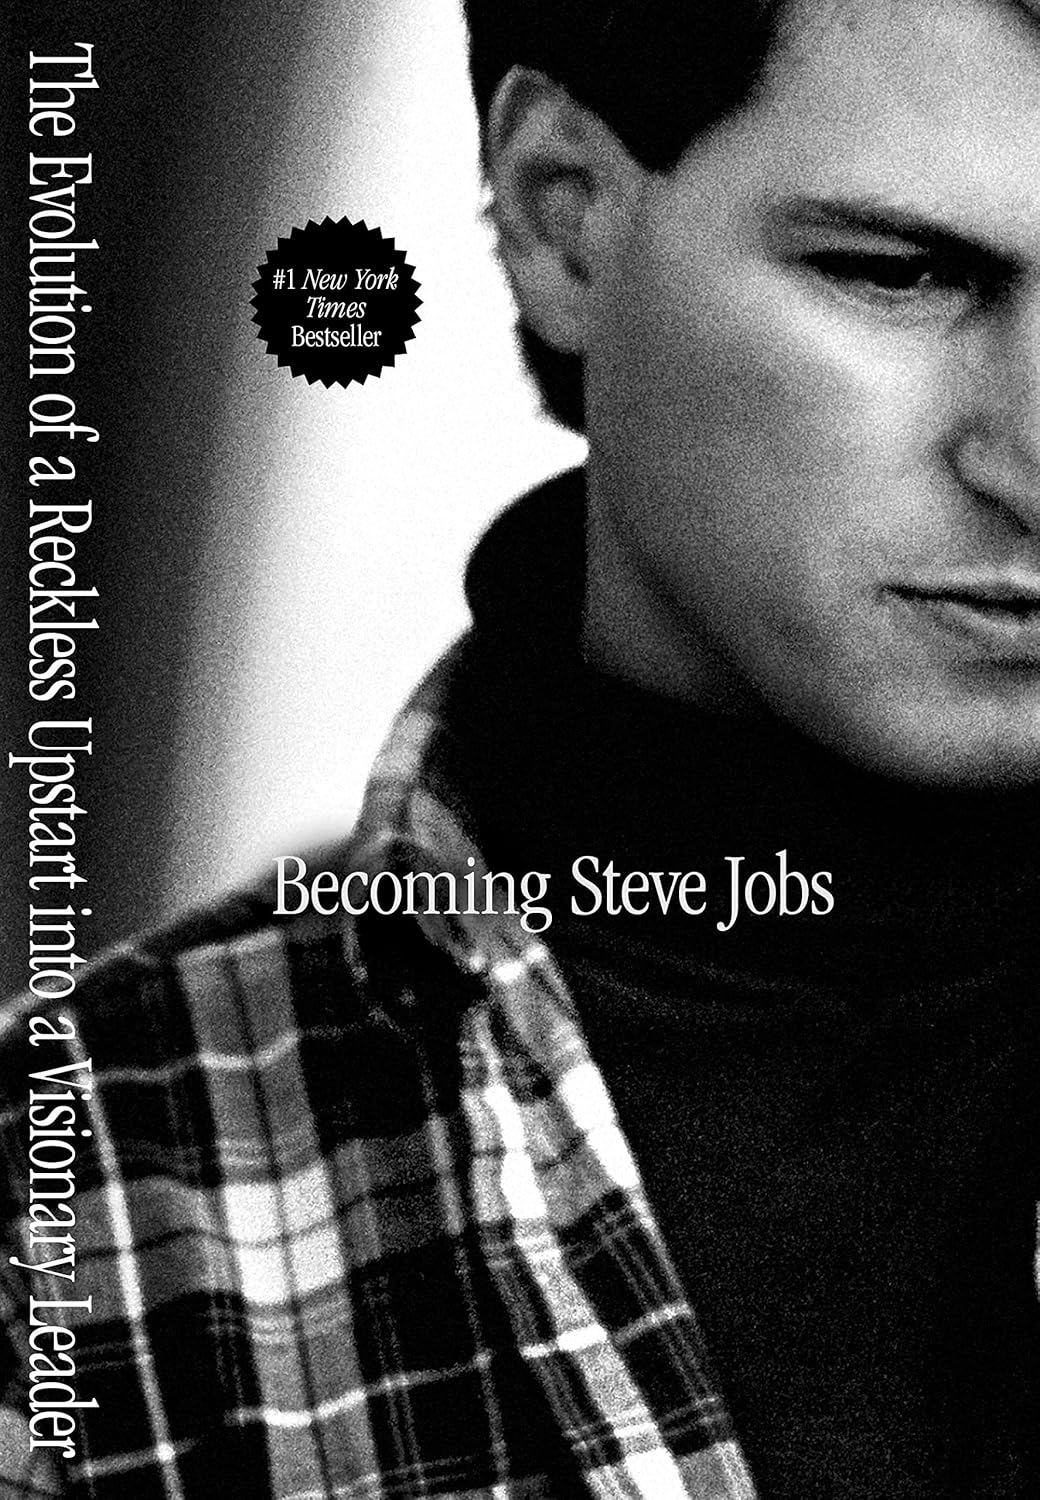 The Evolution of a Reckless Upstart into a Visionary Leader
#1 New York
Times
Bestseller
Becoming Steve Jobs